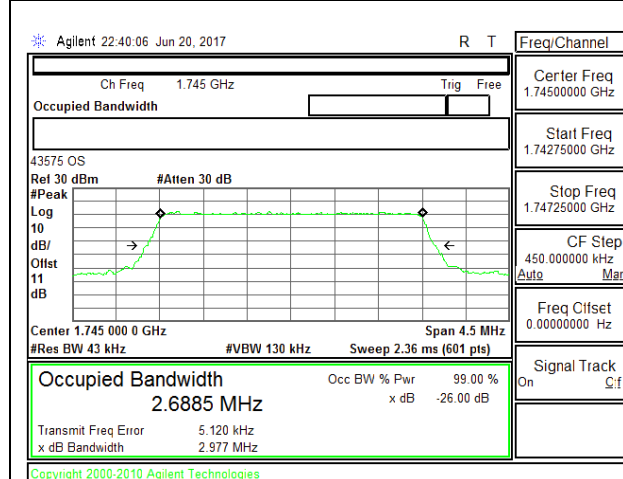 Agilent 22:40:06 Jun 20, 2017 R T
Ch Freq 1.745 GHz Trig Free
Occupied Bandwidth
43575 OS
Ref 30 dBm #Atten 30 dB
#Peak
Log
10
dB/
Offst
11
dB
Center 1.745 000 0 GHz Span 4.5 MHz
#Res BW 43 kHz #VBW 130 kHz Sweep 2.36 ms (601 pts)
Occupied Bandwidth Occ BW % Pwr 99.00 %
2.6885 MHz x dB -26.00 dB
Transmit Freq Error 5.120 kHz
x dB Bandwidth 2.977 MHz
Copyright 2000-2010 Agilent Technologies
Freq/Channel
Center Freq
1.74500000 GHz
Start Freq
1.74275000 GHz
Stop Freq
1.74725000 GHz
CF Step
450.000000 kHz
Auto Mar
Freq Offset
0.00000000 Hz
Signal Track
On